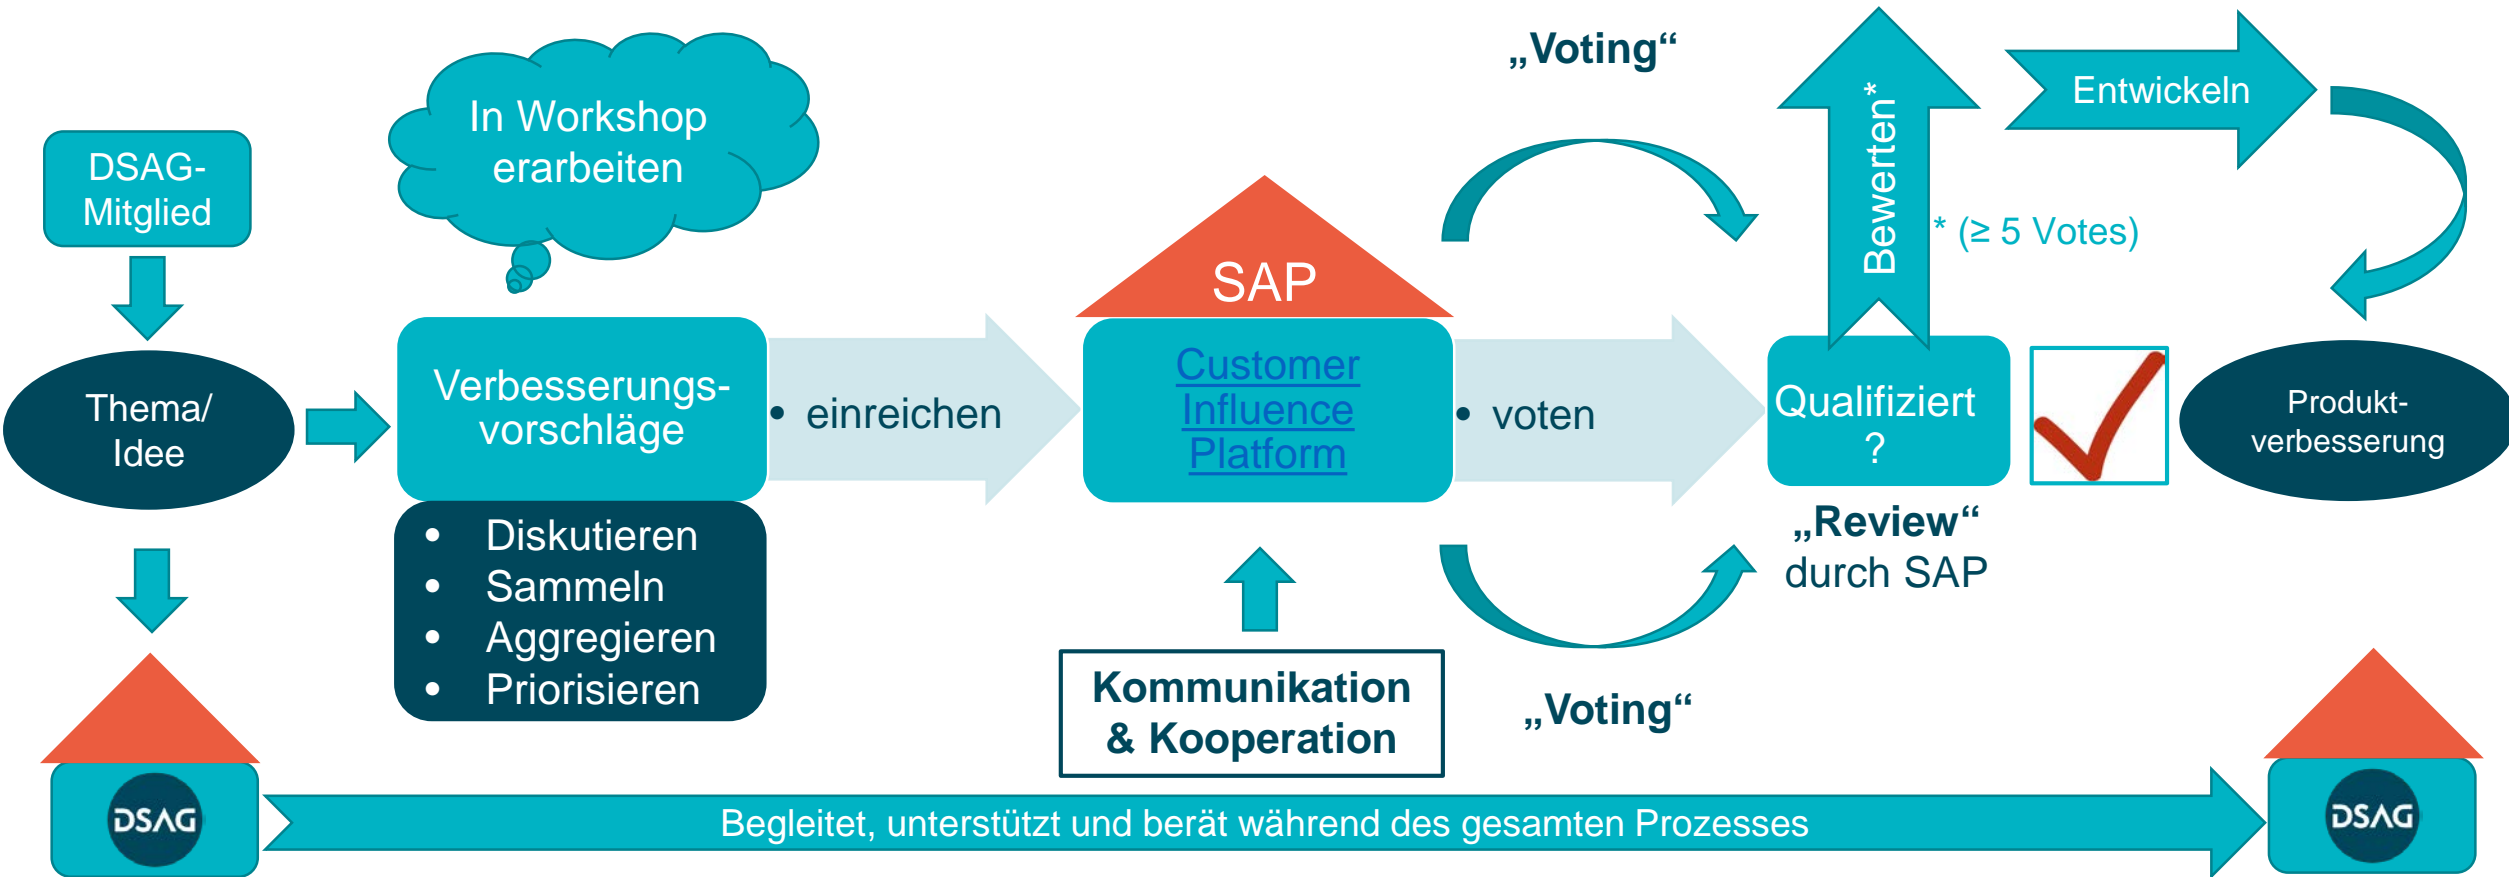 DSAG-
Mitglied
Thema/
Idee
In Workshop
erarbeiten
Verbesserungs-
vorschläge
• Diskutieren
• Sammeln
• Aggregieren
• Priorisieren
• einreichen
SAP
Customer
Influence
Platform
Kommunikation
& Kooperation
• voten
„Voting“
„Voting“
Qualifiziert
?
„Review“
durch SAP
Bewerten*
* (≥ 5 Votes)
Entwickeln
Produkt-
verbesserung
DSAG
Begleitet, unterstützt und berät während des gesamten Prozesses
DSAG